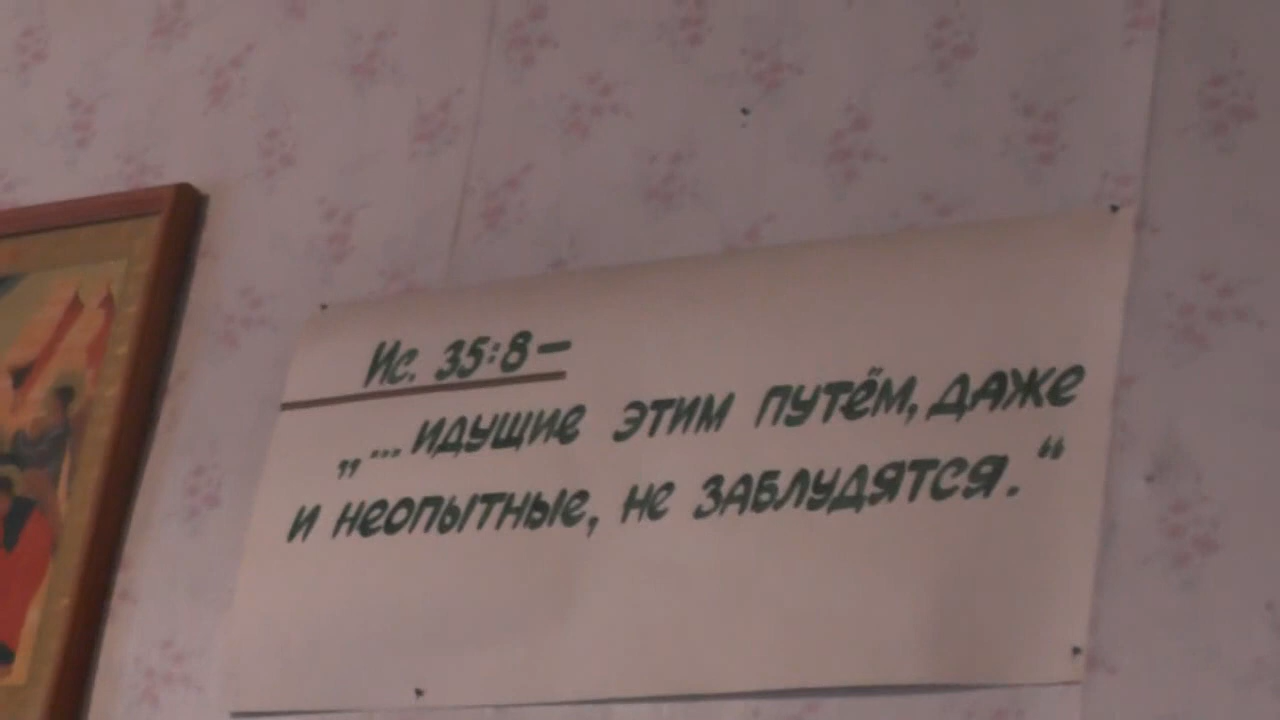 Ис. 35:8 –
„...идущие этим путём, даже
и неопытные, не заблудятся.“